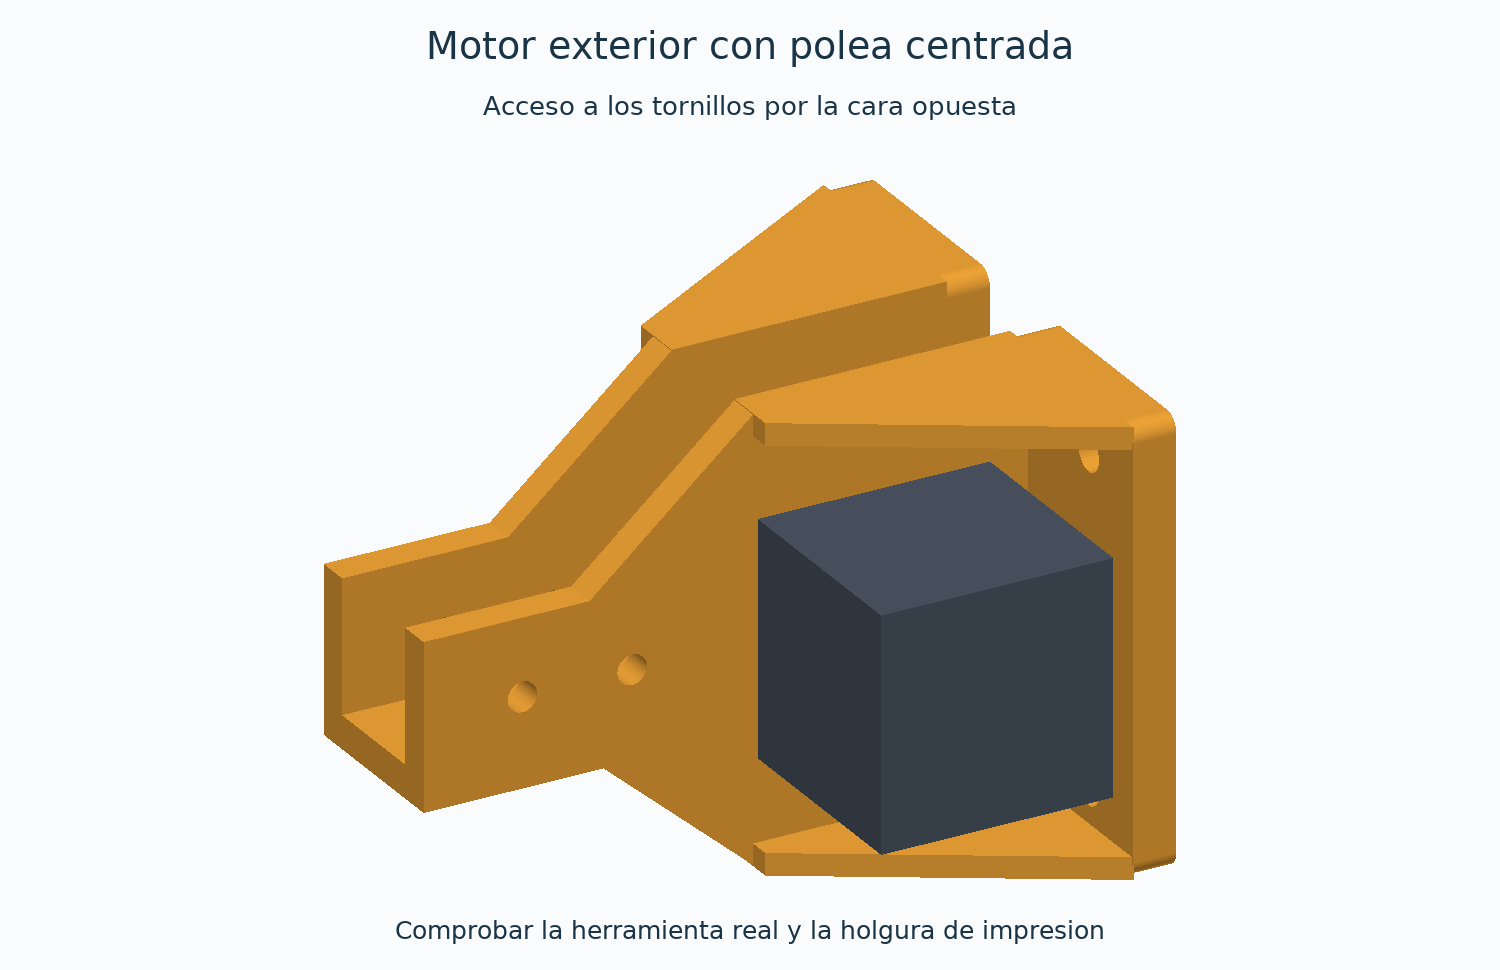 Motor exterior con polea centrada
Acceso a los tornillos por la cara opuesta
Comprobar la herramienta real y la holgura de impresion